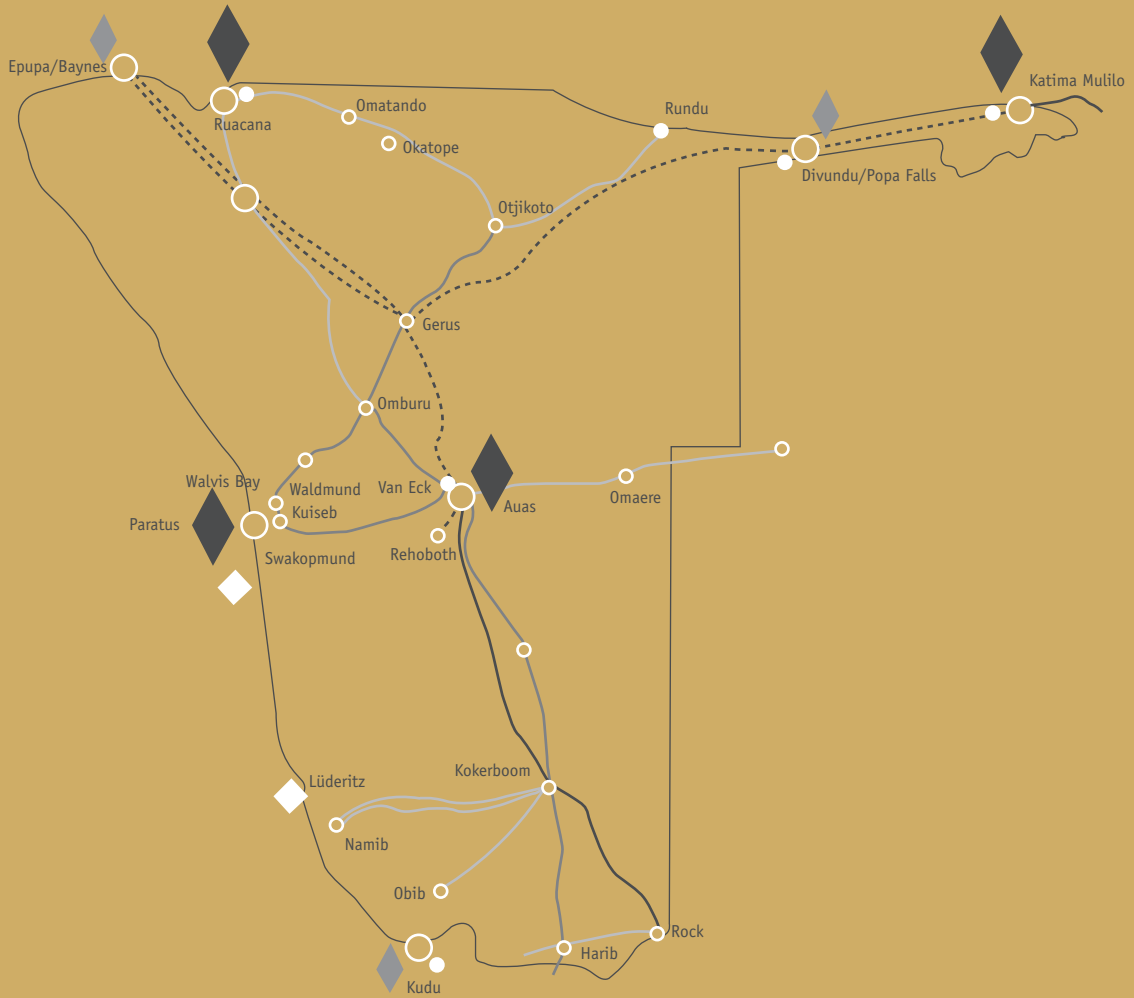 Epupa/Baynes
Katima Mulilo
Omatando
Rundu
Ruacana
Okatope
Divundu/Popa Falls
Otjikoto
Gerus
Omburu
Walvis Bay
Waldmund
Van Eck
Omaere
Auas
Kuiseb
Paratus
Rehoboth
Swakopmund
Kokerboom
Lüderitz
Namib
Obib
Rock
Harib
Kudu